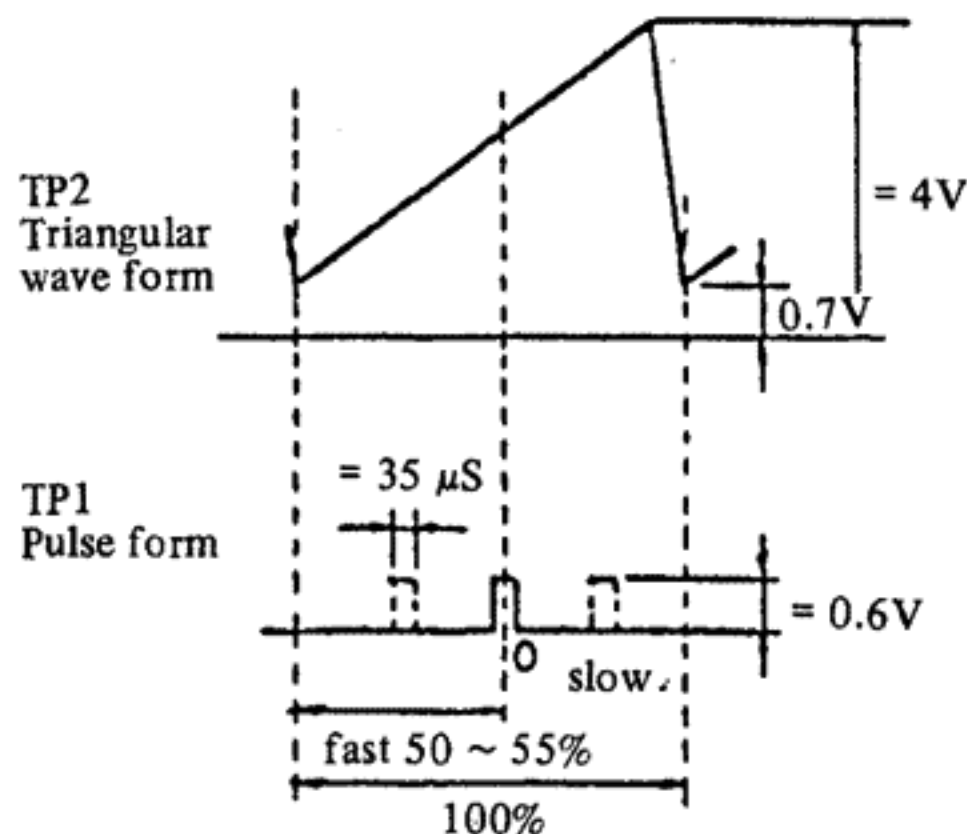 TP2
Triangular
wave form
= 4V
0.7V
TP1
Pulse form
= 35 μS
= 0.6V
O
slow.
fast 50 ~ 55%
100%